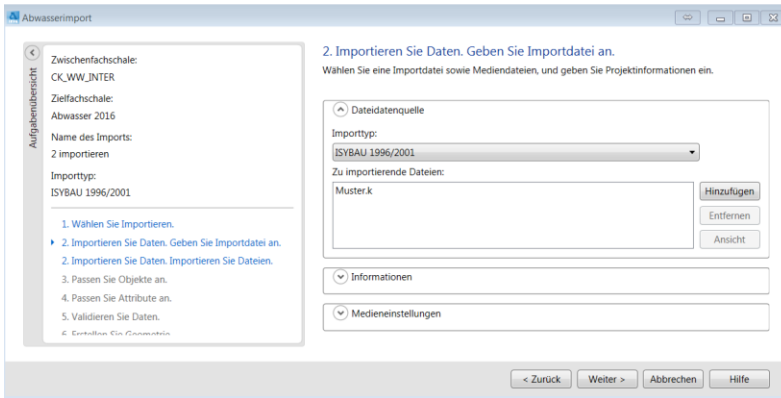 Abwasserimport
Aufgabenübersicht
Zwischenfachschale:
CK_WW_INTER
Zielfachschale:
Abwasser 2016
Name des Imports:
2 importieren
Importtyp:
ISYBAU 1996/2001
1. Wählen Sie Importieren.
2. Importieren Sie Daten. Geben Sie Importdatei an.
2. Importieren Sie Daten. Importieren Sie Dateien.
3. Passen Sie Objekte an.
4. Passen Sie Attribute an.
5. Validieren Sie Daten.
6. Erstellen Sie Geometrie.
2. Importieren Sie Daten. Geben Sie Importdatei an.
Wählen Sie eine Importdatei sowie Mediendateien, und geben Sie Projektinformationen ein.
Dateidatenquelle
Importtyp:
ISYBAU 1996/2001
Zu importierende Dateien:
Muster.k
Hinzufügen
Entfernen
Ansicht
Informationen
Medieneinstellungen
< Zurück
Weiter >
Abbrechen
Hilfe